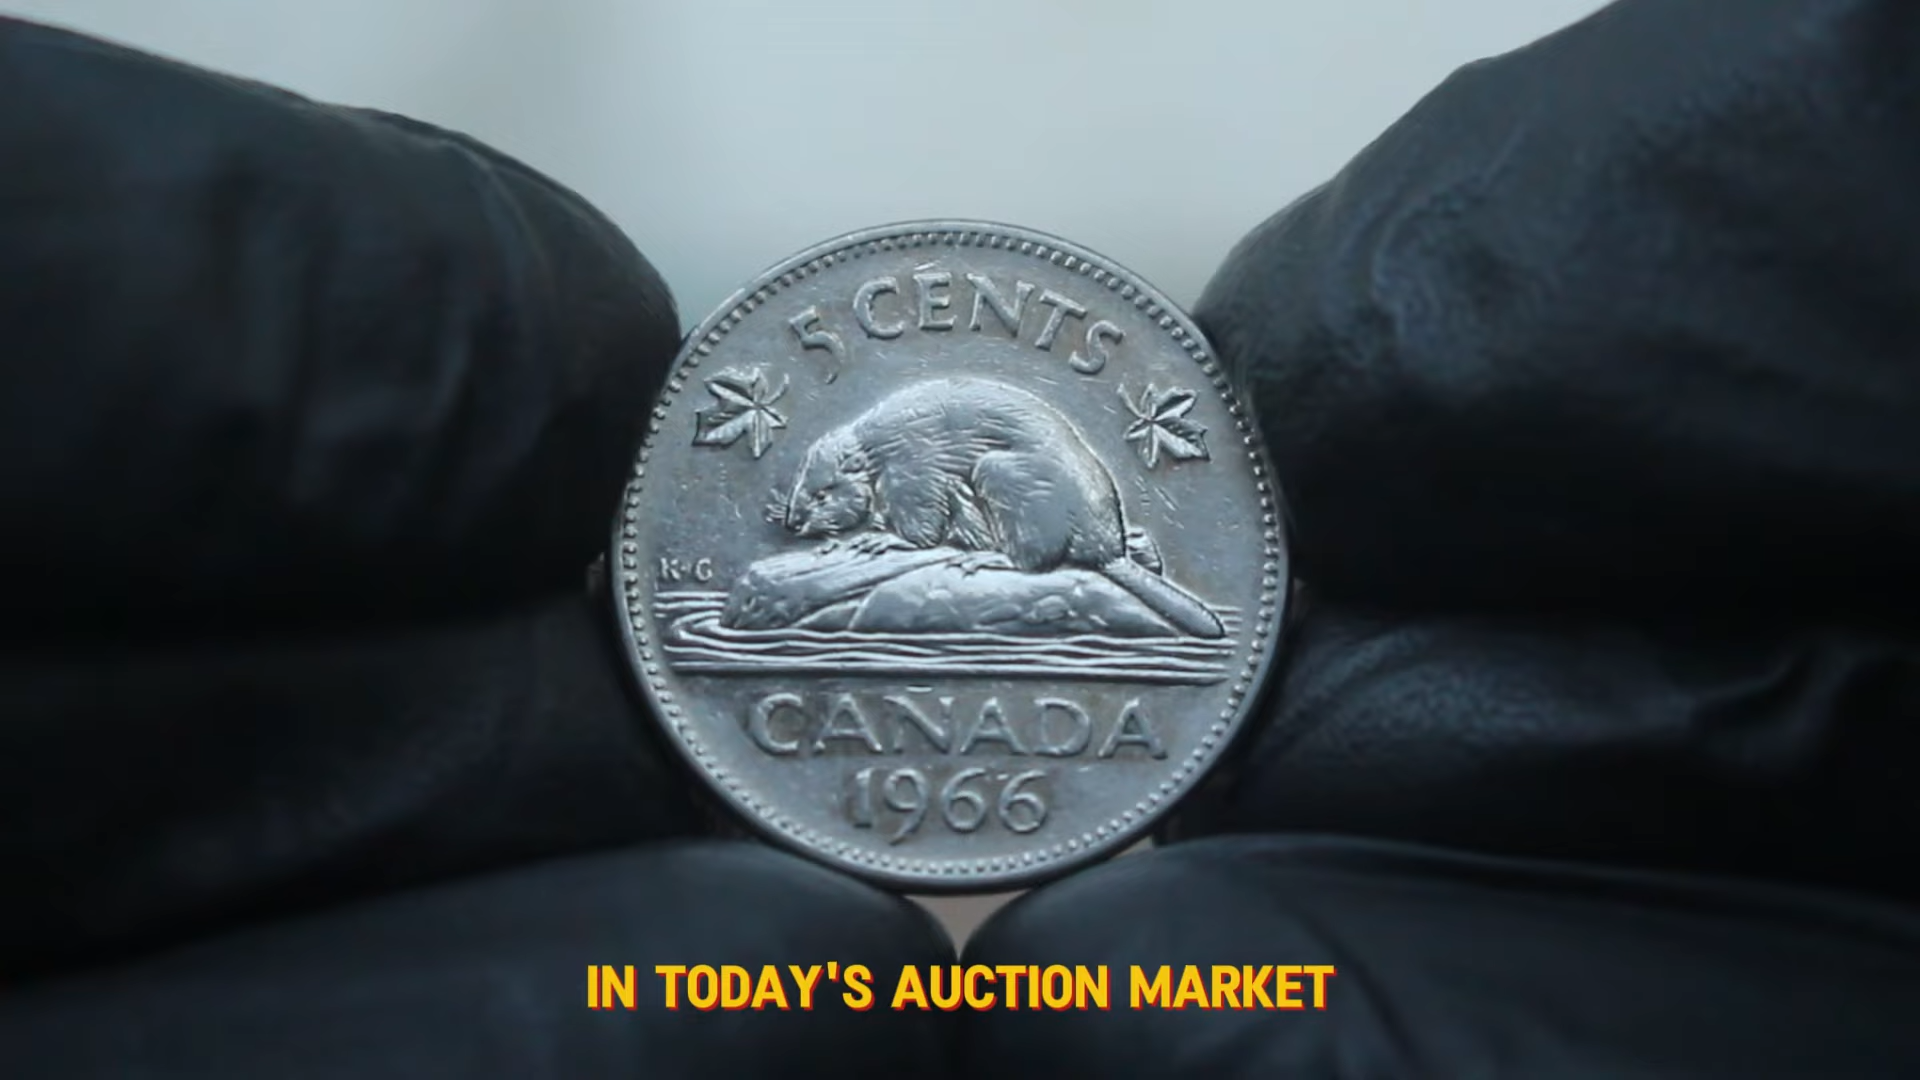 5 CENTS
K·G
CANADA
1966
IN TODAY'S AUCTION MARKET